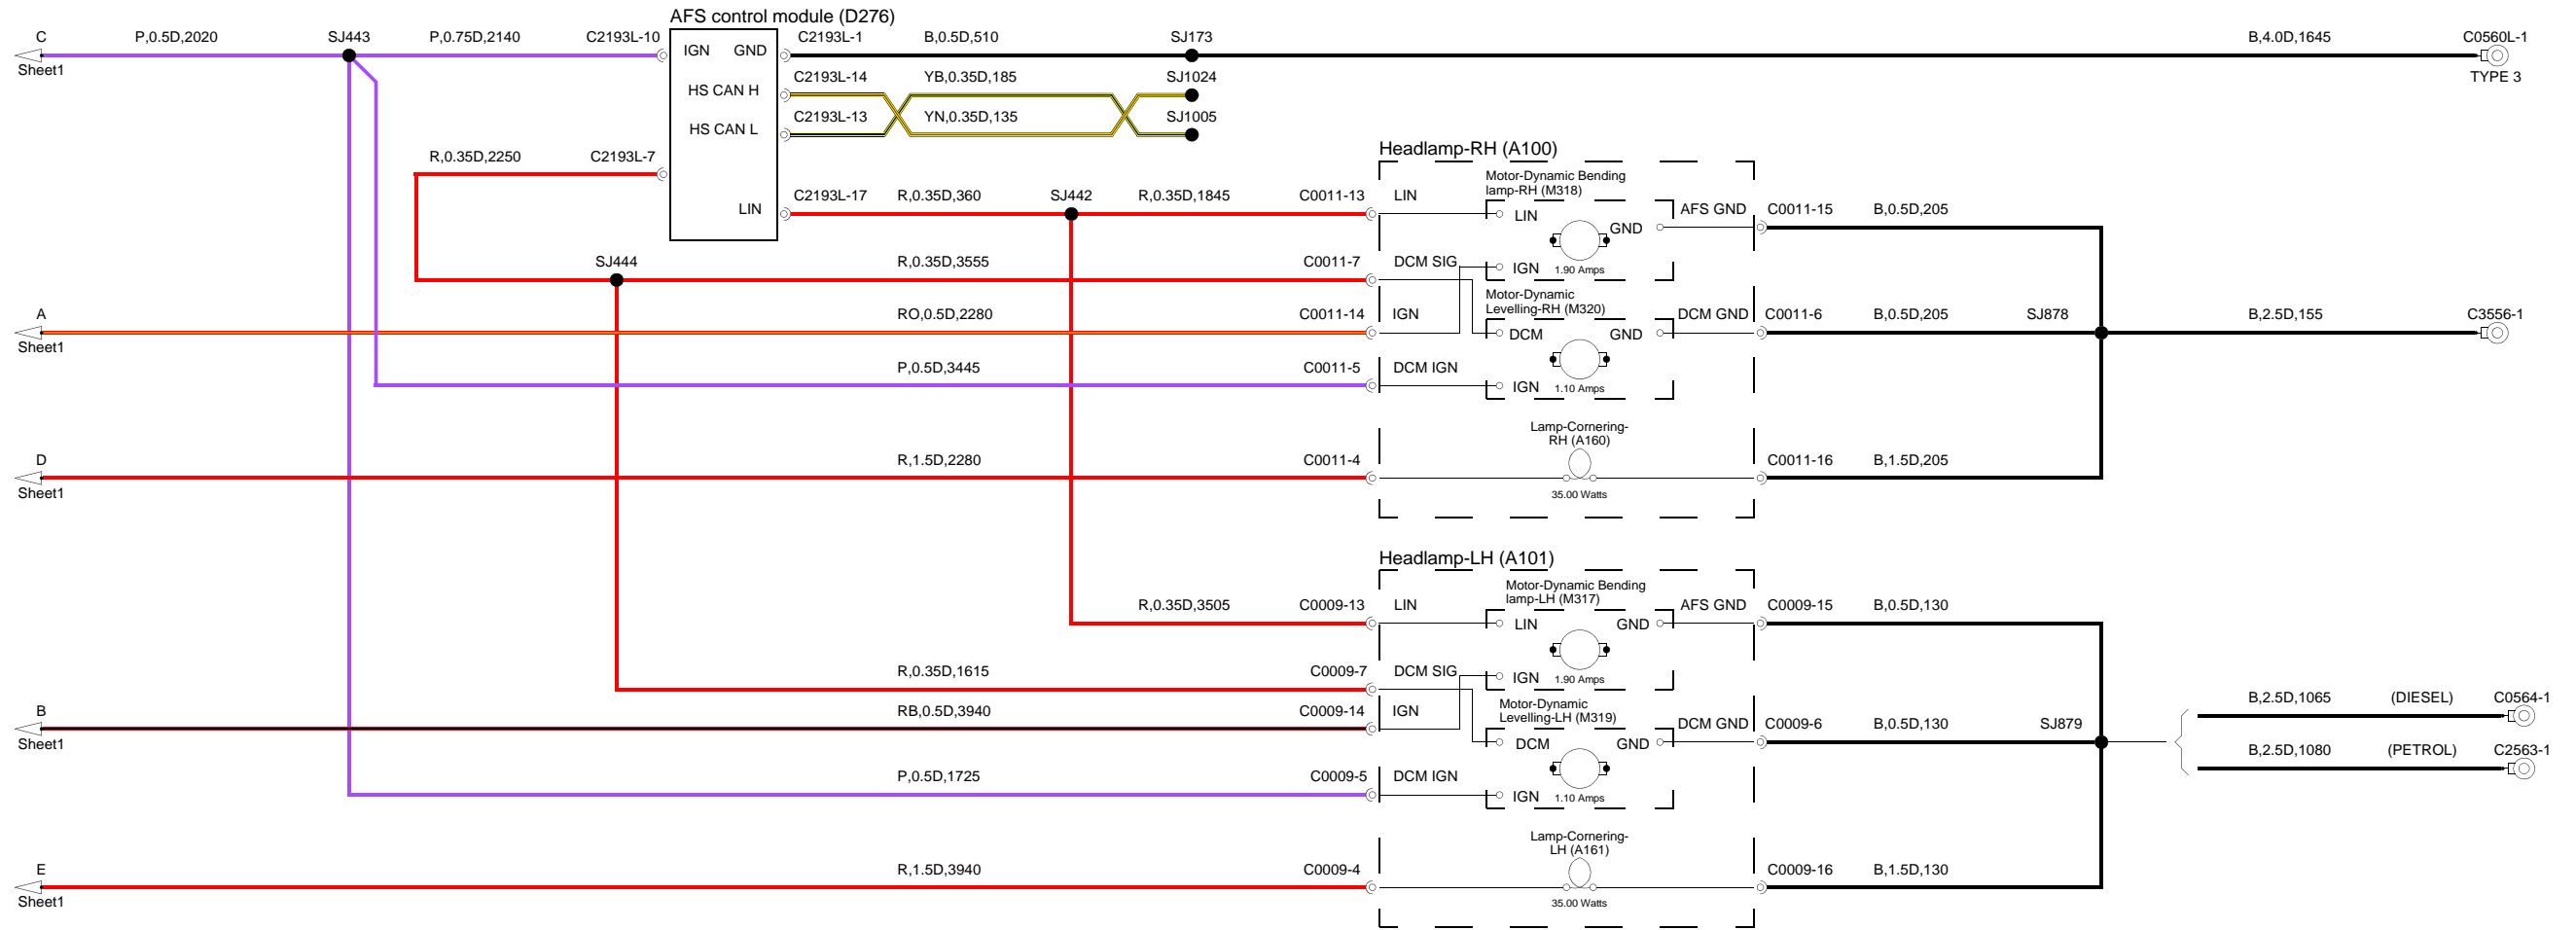 AFS control module (D276)
C
P,0.5D,2020
SJ443
P,0.75D,2140
C2193L-10
IGN
GND
C2193L-1
B,0.5D,510
SJ173
B,4.0D,1645
C0560L-1
Sheet1
TYPE 3
HS CAN H
C2193L-14
YB,0.35D,185
SJ1024
HS CAN L
C2193L-13
YN,0.35D,135
SJ1005
R,0.35D,2250
C2193L-7
LIN
C2193L-17
R,0.35D,360
SJ442
R,0.35D,1845
Headlamp-RH (A100)
C0011-13
LIN
Motor-Dynamic Bending
lamp-RH (M318)
LIN
GND
AFS GND
C0011-15
B,0.5D,205
SJ444
R,0.35D,3555
C0011-7
DCM SIG
IGN
1.90 Amps
A
Sheet1
RO,0.5D,2280
C0011-14
IGN
Motor-Dynamic
Levelling-RH (M320)
DCM
GND
DCM GND
C0011-6
B,0.5D,205
SJ878
B,2.5D,155
C3556-1
P,0.5D,3445
C0011-5
DCM IGN
IGN
1.10 Amps
D
Sheet1
R,1.5D,2280
C0011-4
Lamp-Cornering-
RH (A160)
35.00 Watts
C0011-16
B,1.5D,205
Headlamp-LH (A101)
R,0.35D,3505
C0009-13
LIN
Motor-Dynamic Bending
lamp-LH (M317)
LIN
GND
AFS GND
C0009-15
B,0.5D,130
R,0.35D,1615
C0009-7
DCM SIG
IGN
1.90 Amps
B
Sheet1
RB,0.5D,3940
C0009-14
IGN
Motor-Dynamic
Levelling-LH (M319)
DCM
GND
DCM GND
C0009-6
B,0.5D,130
SJ879
B,2.5D,1065
(DIESEL)
C0564-1
B,2.5D,1080
(PETROL)
C2563-1
P,0.5D,1725
C0009-5
DCM IGN
IGN
1.10 Amps
E
Sheet1
R,1.5D,3940
C0009-4
Lamp-Cornering-
LH (A161)
35.00 Watts
C0009-16
B,1.5D,130